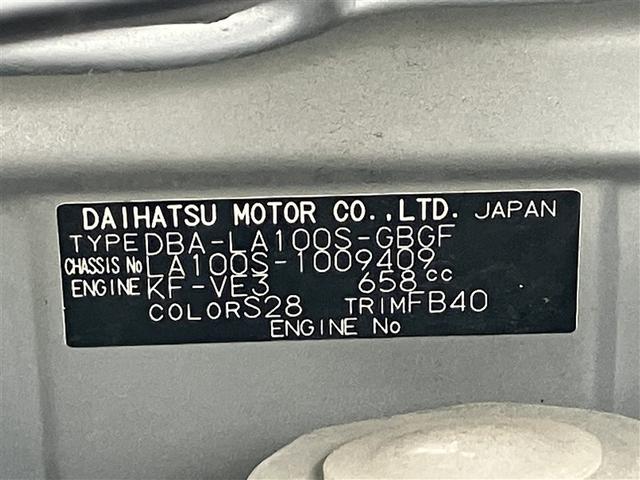 DAIHATSU MOTOR CO.,LTD. JAPAN
TYPE DBA-LA100S-GBGF
CHASSIS No LA100S-1009409
ENGINE KF-VE3 658cc
COLOR S28 TRIM FB40
ENGINE No